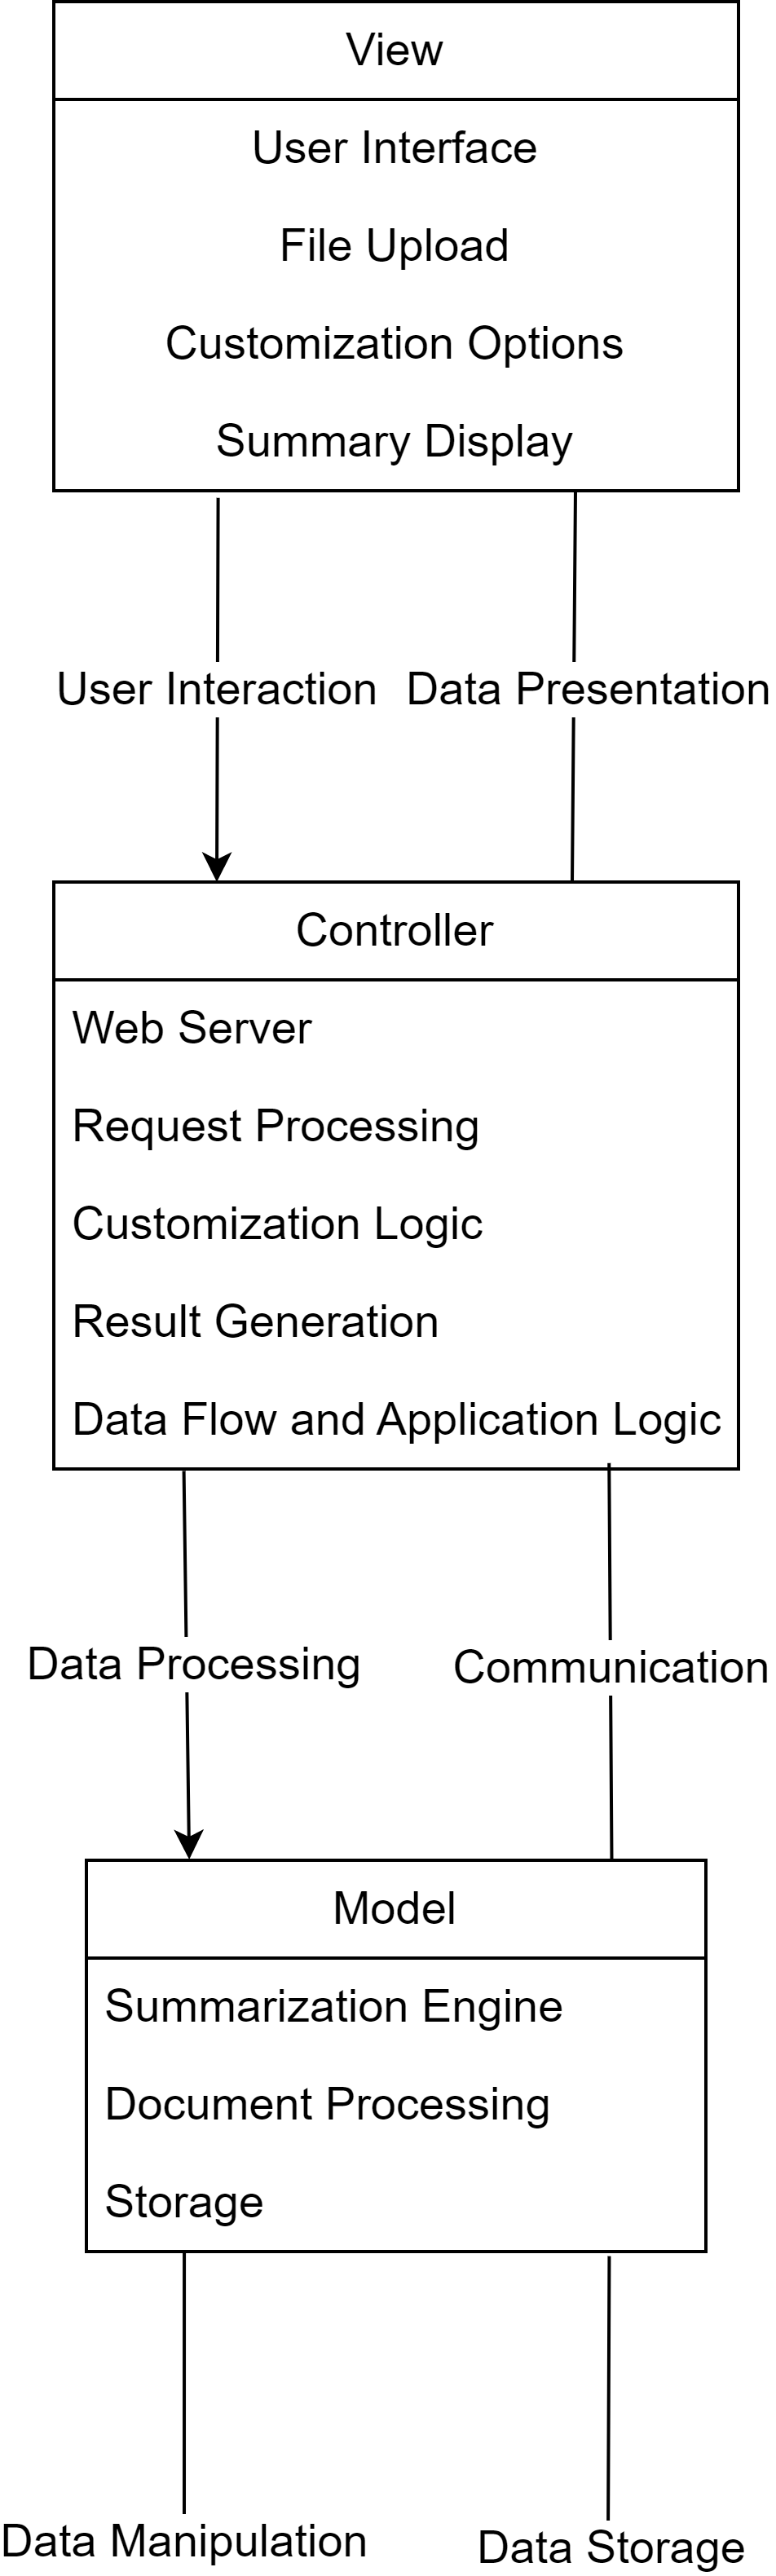 View
User Interface
File Upload
Customization Options
Summary Display
User Interaction
Data Presentation
Controller
Web Server
Request Processing
Customization Logic
Result Generation
Data Flow and Application Logic
Data Processing
Communication
Model
Summarization Engine
Document Processing
Storage
Data Manipulation
Data Storage